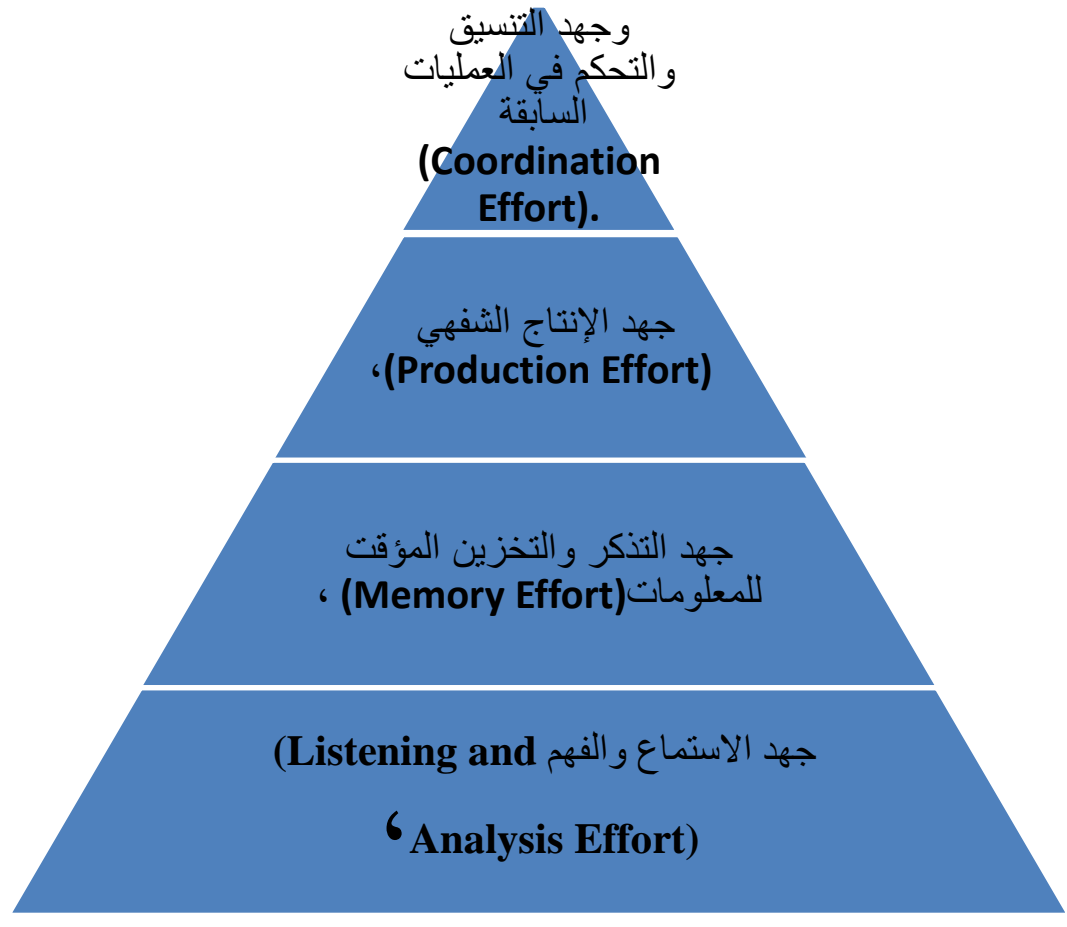 وجهد التنسيق
والتحكم في العمليات
السابقة
(Coordination
Effort).
جهد الإنتاج الشفهي
(Production Effort)،
جهد التذكر والتخزين المؤقت
للمعلومات(Memory Effort) ،
جهد الاستماع والفهم (Listening and
Analysis Effort)،